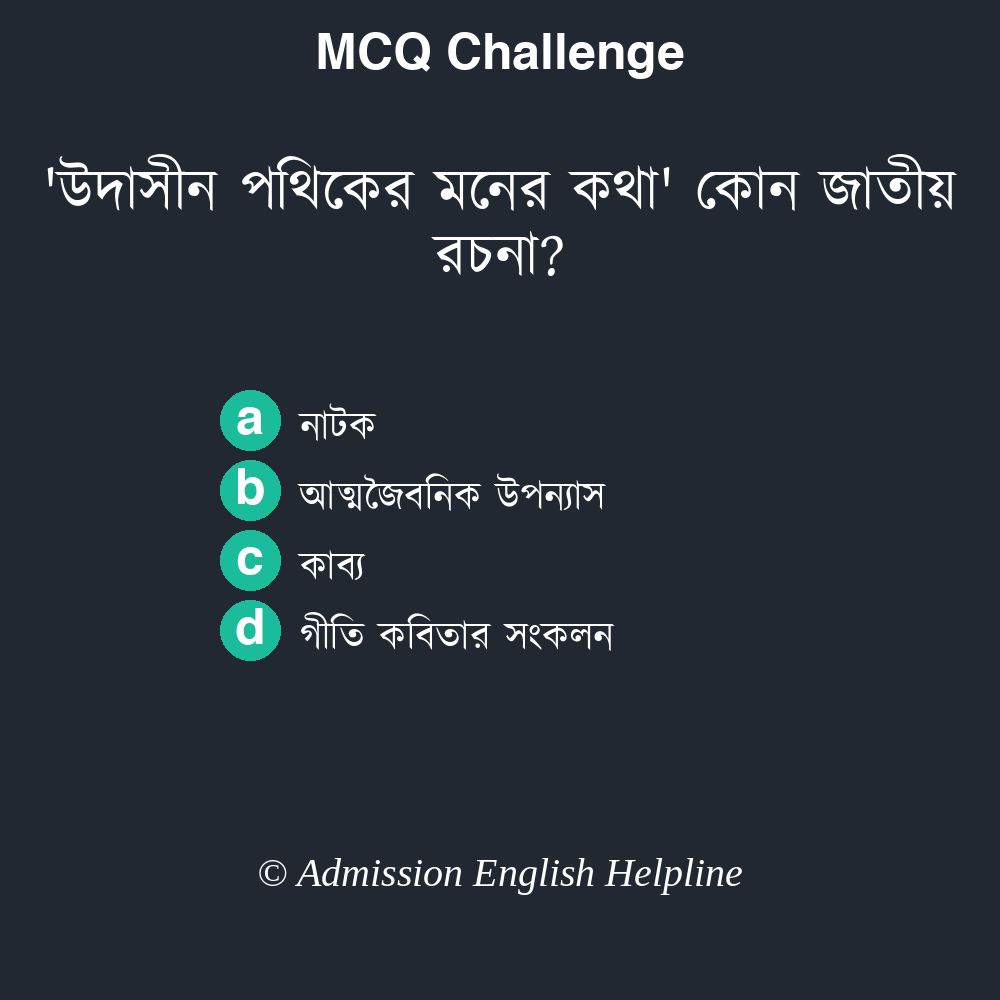 MCQ Challenge
'উদাসীন পথিকের মনের কথা' কোন জাতীয়
রচনা?
a নাটক
b আত্মজৈবনিক উপন্যাস
c কাব্য
d গীতি কবিতার সংকলন
© Admission English Helpline